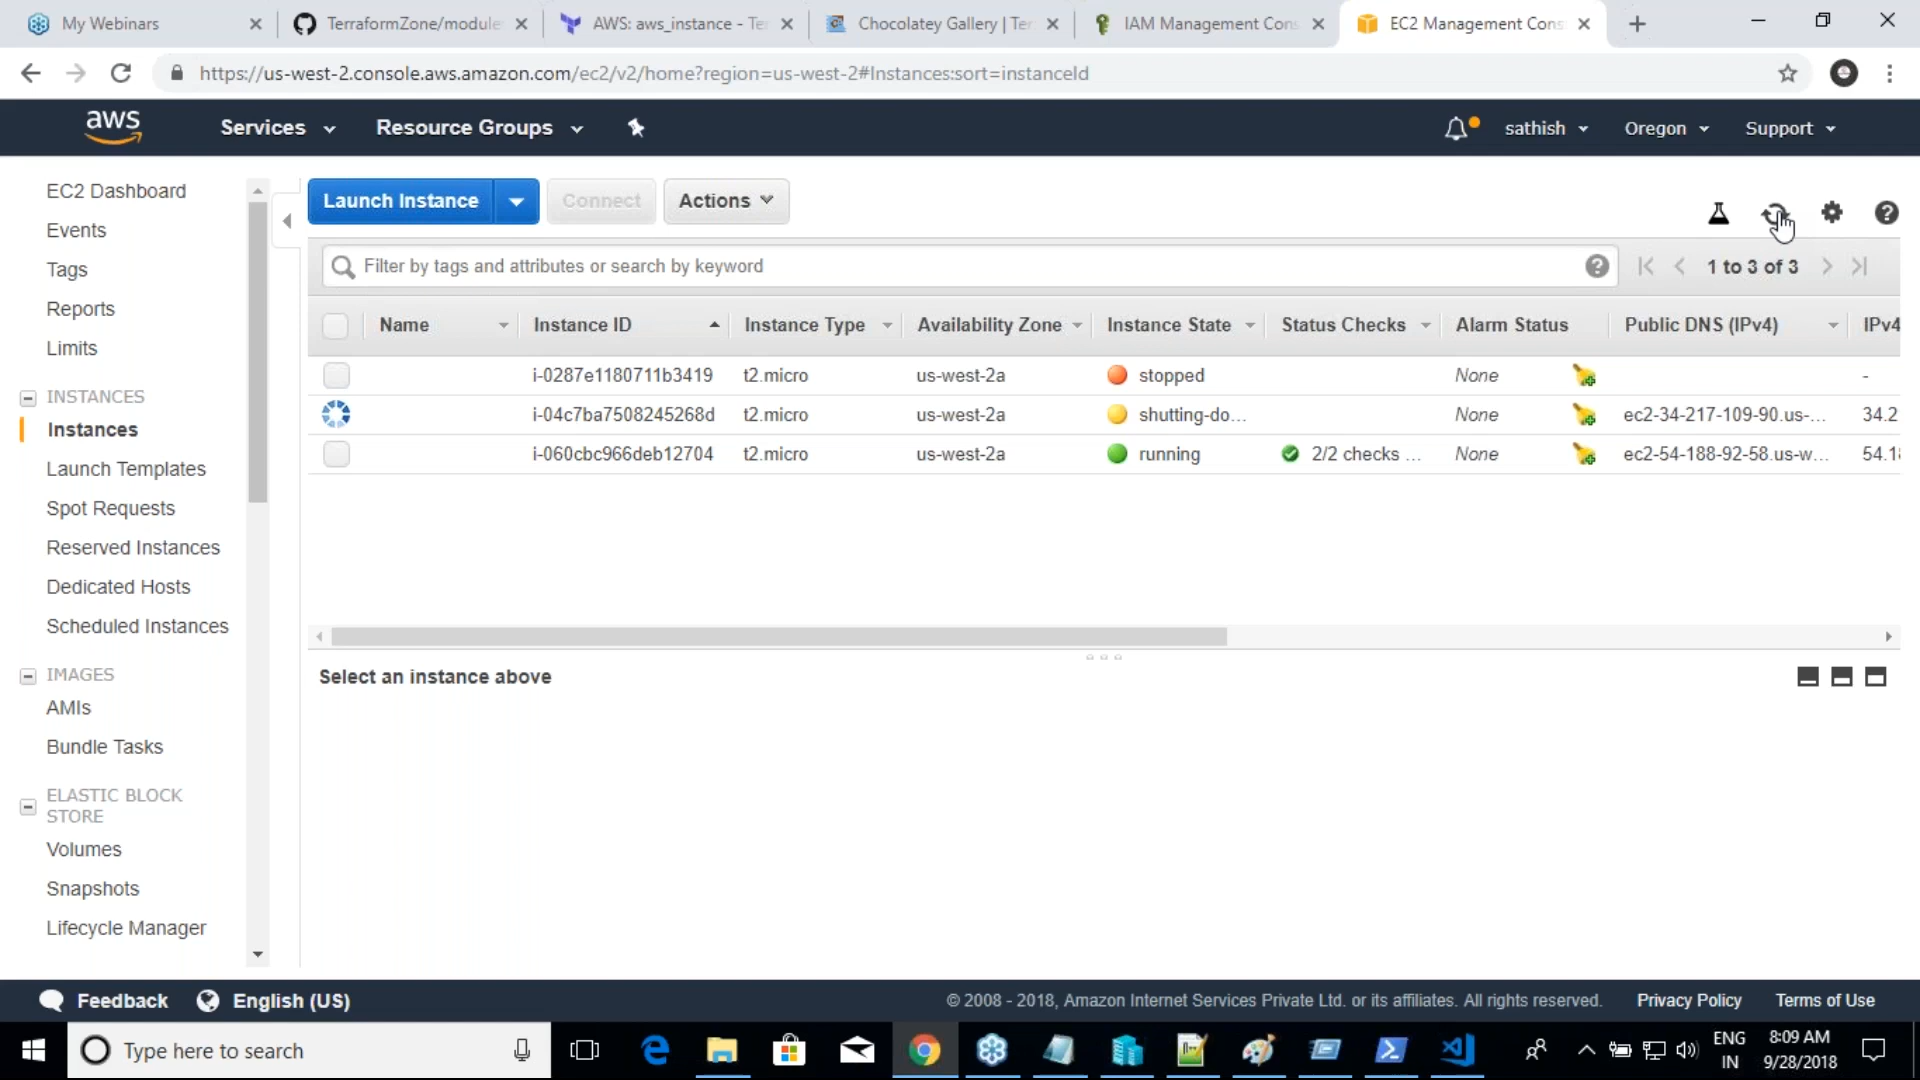 My Webinars
TerraformZone/module
AWS: aws_instance - Te
Chocolatey Gallery | Ter
IAM Management Cons
EC2 Management Cons
https://us-west-2.console.aws.amazon.com/ec2/v2/home?region=us-west-2#Instances:sort=instanceId
aws
Services
Resource Groups
sathish
Oregon
Support
EC2 Dashboard
Events
Tags
Reports
Limits
INSTANCES
Instances
Launch Templates
Spot Requests
Reserved Instances
Dedicated Hosts
Scheduled Instances
IMAGES
AMIs
Bundle Tasks
ELASTIC BLOCK
STORE
Volumes
Snapshots
Lifecycle Manager
Launch Instance
Connect
Actions
Filter by tags and attributes or search by keyword
1 to 3 of 3
Name Instance ID Instance Type Availability Zone Instance State Status Checks Alarm Status Public DNS (IPv4) IPv4
i-0287e1180711b3419 t2.micro us-west-2a stopped None -
i-04c7ba7508245268d t2.micro us-west-2a shutting-do... None ec2-34-217-109-90.us-... 34.2
i-060cbc966deb12704 t2.micro us-west-2a running 2/2 checks ... None ec2-54-188-92-58.us-w... 54.18
Select an instance above
Feedback
English (US)
© 2008 - 2018, Amazon Internet Services Private Ltd. or its affiliates. All rights reserved.
Privacy Policy
Terms of Use
Type here to search
ENG
IN
8:09 AM
9/28/2018